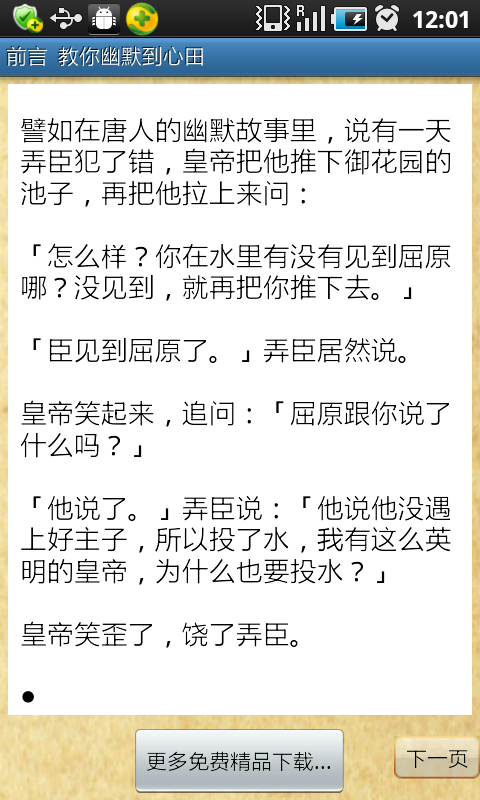 R
12:01
前言 教你幽默到心田
譬如在唐人的幽默故事里，说有一天
弄臣犯了错，皇帝把他推下御花园的
池子，再把他拉上来问：
「怎么样？你在水里有没有见到屈原
哪？没见到，就再把你推下去。」
「臣见到屈原了。」弄臣居然说。
皇帝笑起来，追问：「屈原跟你说了
什么吗？」
「他说了。」弄臣说：「他说他没遇
上好主子，所以投了水，我有这么英
明的皇帝，为什么也要投水？」
皇帝笑歪了，饶了弄臣。
●
更多免费精品下载...
下一页